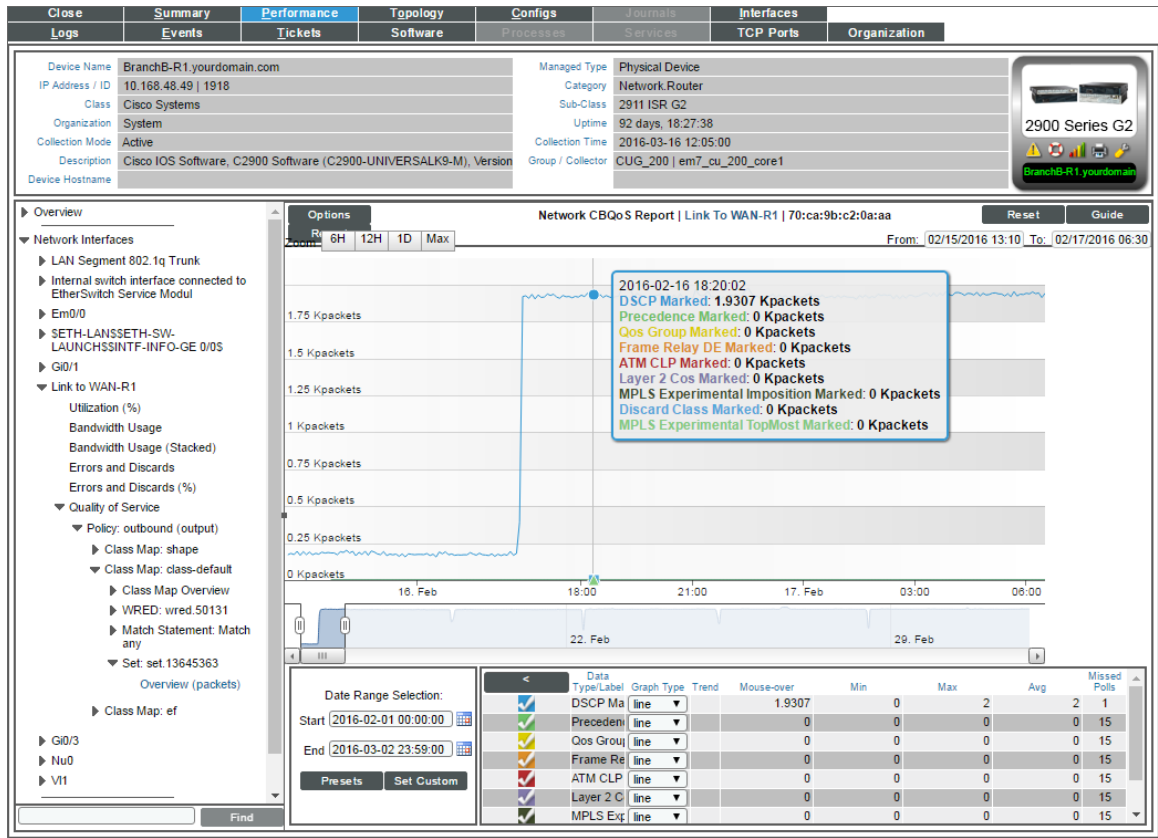 Close Summary Performance Topology Configs Journals Interfaces
Logs Events Tickets Software Processes Services TCP Ports Organization
Device Name BranchB-R1.yourdomain.com Managed Type Physical Device
IP Address / ID 10.168.48.49 | 1918 Category Network.Router
Class Cisco Systems Sub-Class 2911 ISR G2
Organization System Uptime 92 days, 18:27:38
Collection Mode Active Collection Time 2016-03-16 12:05:00
Description Cisco IOS Software, C2900 Software (C2900-UNIVERSALK9-M), Version Group / Collector CUG_200 | em7_cu_200_core1
Device Hostname
2900 Series G2
BranchB-R1.yourdomain
Overview
Network Interfaces
LAN Segment 802.1q Trunk
Internal switch interface connected to
EtherSwitch Service Modul
Em0/0
$ETH-LAN$$ETH-SW-
LAUNCH$$INTF-INFO-GE 0/0$
Gi0/1
Link to WAN-R1
Utilization (%)
Bandwidth Usage
Bandwidth Usage (Stacked)
Errors and Discards
Errors and Discards (%)
Quality of Service
Policy: outbound (output)
Class Map: shape
Class Map: class-default
Class Map Overview
WRED: wred.50131
Match Statement: Match
any
Set: set.13645363
Overview (packets)
Class Map: ef
Gi0/3
Nu0
Vl1
Find
Options Network CBQoS Report | Link To WAN-R1 | 70:ca:9b:c2:0a:aa Reset Guide
Zoom 6H 12H 1D Max From: 02/15/2016 13:10 To: 02/17/2016 06:30
2016-02-16 18:20:02
DSCP Marked: 1.9307 Kpackets
Precedence Marked: 0 Kpackets
Qos Group Marked: 0 Kpackets
Frame Relay DE Marked: 0 Kpackets
ATM CLP Marked: 0 Kpackets
Layer 2 Cos Marked: 0 Kpackets
MPLS Experimental Imposition Marked: 0 Kpackets
Discard Class Marked: 0 Kpackets
MPLS Experimental TopMost Marked: 0 Kpackets
1.75 Kpackets
1.5 Kpackets
1.25 Kpackets
1 Kpackets
0.75 Kpackets
0.5 Kpackets
0.25 Kpackets
0 Kpackets
16. Feb 18:00 21:00 17. Feb 03:00 06:00
22. Feb 29. Feb
Date Range Selection:
Start 2016-02-01 00:00:00
End 2016-03-02 23:59:00
Presets Set Custom
< Data Type/Label Graph Type Trend Mouse-over Min Max Avg Missed Polls
DSCP Ma line 1.9307 0 2 2 1
Preceden line 0 0 0 0 15
Qos Grou line 0 0 0 0 15
Frame Re line 0 0 0 0 15
ATM CLP line 0 0 0 0 15
Layer 2 C line 0 0 0 0 15
MPLS Exp line 0 0 0 0 15